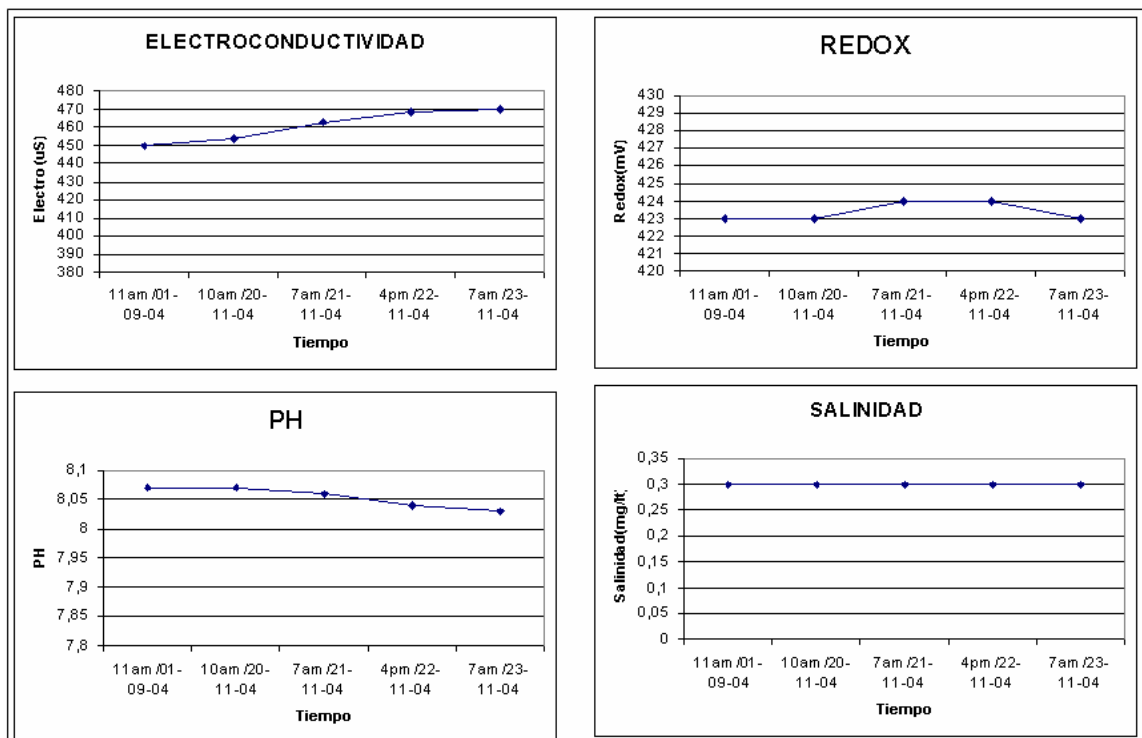 ELECTROCONDUCTIVIDAD
Electro (uS)
480
470
460
450
440
430
420
410
400
390
380
11am /01-
09-04
10am /20-
11-04
7am /21-
11-04
4pm /22-
11-04
7am /23-
11-04
Tiempo
REDOX
Redox(mV)
430
429
428
427
426
425
424
423
422
421
420
11am /01-
09-04
10am /20-
11-04
7am /21-
11-04
4pm /22-
11-04
7am /23-
11-04
Tiempo
PH
PH
8,1
8,05
8
7,95
7,9
7,85
7,8
11am /01-
09-04
10am /20-
11-04
7am /21-
11-04
4pm /22-
11-04
7am /23-
11-04
Tiempo
SALINIDAD
Salinidad(mg/lt)
0,35
0,3
0,25
0,2
0,15
0,1
0,05
0
11am /01-
09-04
10am /20-
11-04
7am /21-
11-04
4pm /22-
11-04
7am /23-
11-04
Tiempo